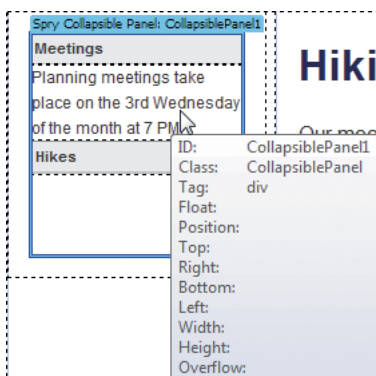 Spry Collapsible Panel: CollapsiblePanel1
Meetings
Planning meetings take
place on the 3rd Wednesday
of the month at 7 PM.
Hikes
Hiki
Our mee
ID: CollapsiblePanel1
Class: CollapsiblePanel
Tag: div
Float:
Position:
Top:
Right:
Bottom:
Left:
Width:
Height:
Overflow: